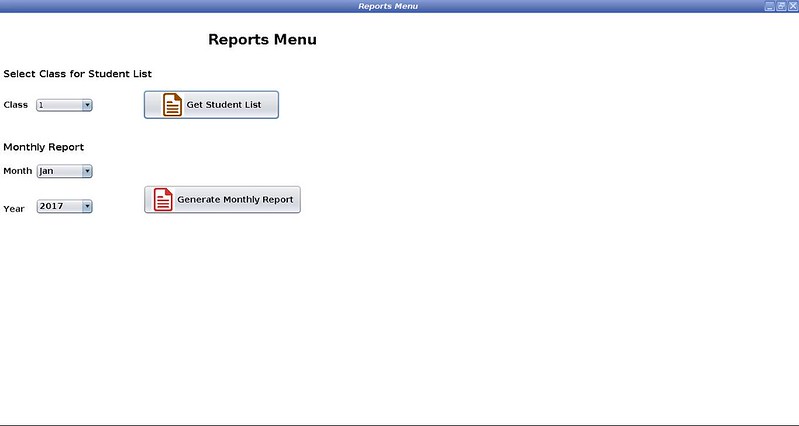 Reports Menu
Reports Menu
Select Class for Student List
Class 1 Get Student List
Monthly Report
Month Jan
Generate Monthly Report
Year 2017